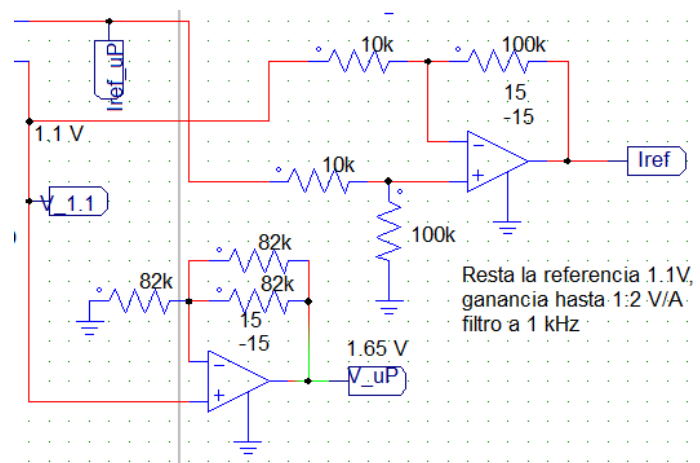 10k
100k
Iref_uP
15
-15
1.1 V
Iref
10k
V_1.1
100k
82k
82k
82k
Resta la referencia 1.1V,
ganancia hasta 1:2 V/A
filtro a 1 kHz
15
-15
1.65 V
V_uP